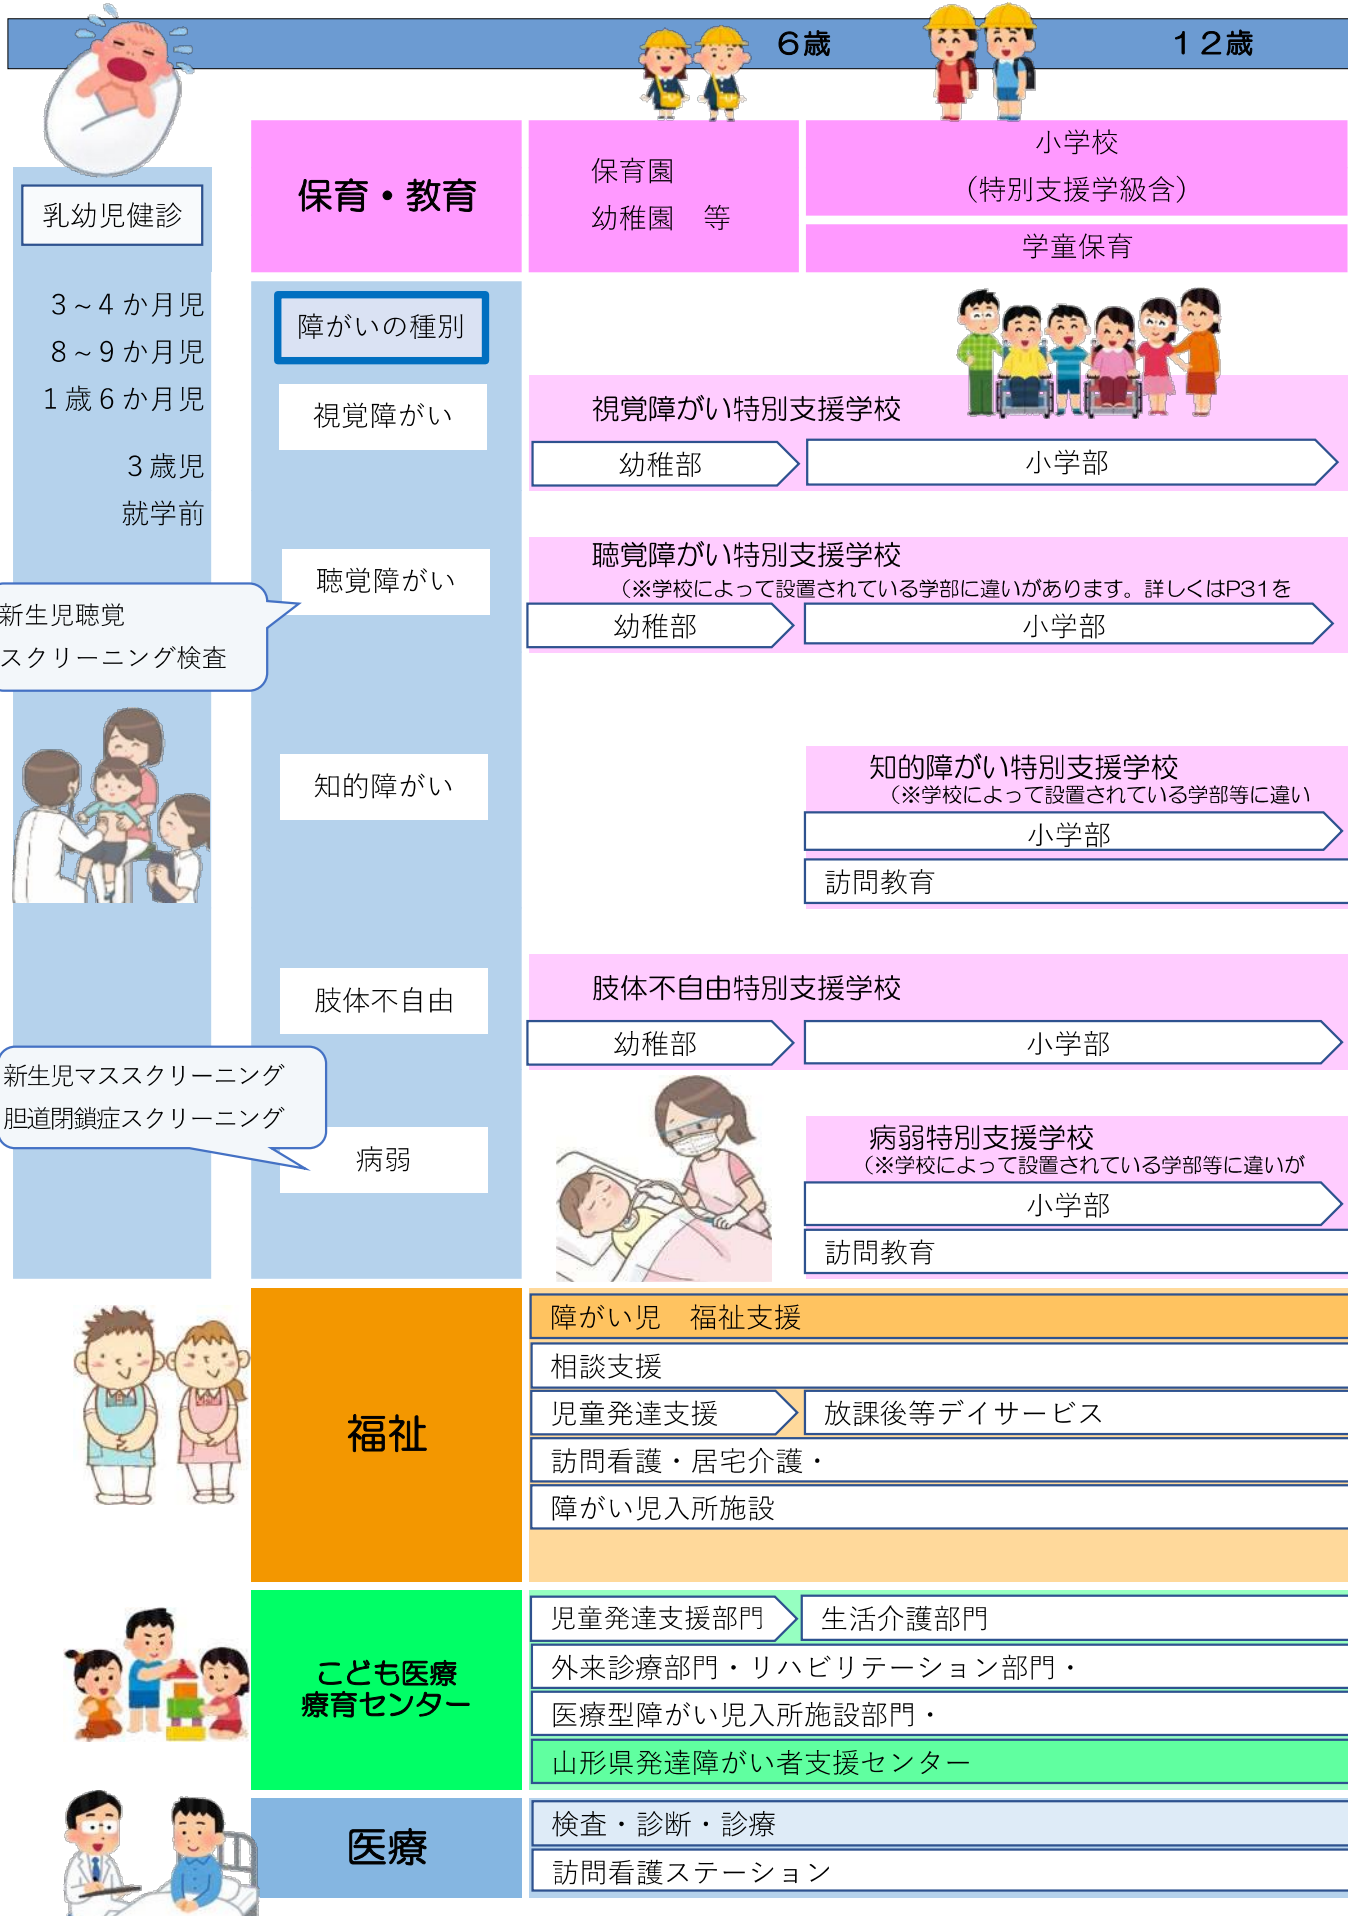 6歳
12歳
乳幼児健診
3~4か月児
8~9か月児
1歳6か月児
3歳児
就学前
新生児聴覚
スクリーニング検査
新生児マススクリーニング
胆道閉鎖症スクリーニング
保育・教育
保育園
幼稚園　等
小学校
（特別支援学級含）
学童保育
障がいの種別
視覚障がい
視覚障がい特別支援学校
幼稚部
小学部
聴覚障がい
聴覚障がい特別支援学校
（※学校によって設置されている学部に違いがあります。詳しくはP31を
幼稚部
小学部
知的障がい
知的障がい特別支援学校
（※学校によって設置されている学部等に違い
小学部
訪問教育
肢体不自由
肢体不自由特別支援学校
幼稚部
小学部
病弱
病弱特別支援学校
（※学校によって設置されている学部等に違いが
小学部
訪問教育
福祉
障がい児　福祉支援
相談支援
児童発達支援
放課後等デイサービス
訪問看護・居宅介護・
障がい児入所施設
こども医療
療育センター
児童発達支援部門
生活介護部門
外来診療部門・リハビリテーション部門・
医療型障がい児入所施設部門・
山形県発達障がい者支援センター
医療
検査・診断・診療
訪問看護ステーション